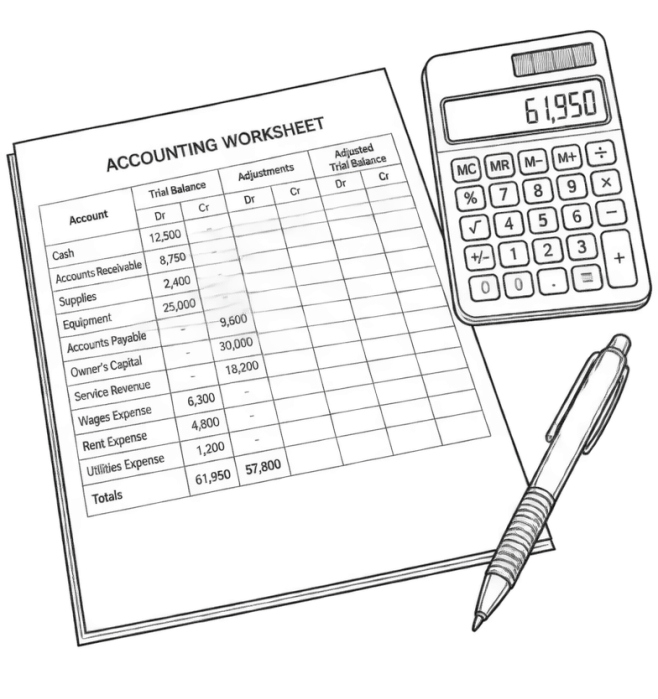 ACCOUNTING WORKSHEET
Account Trial Balance Adjustments Adjusted Trial Balance
Dr Cr Dr Cr Dr Cr
Cash 12,500 -
Accounts Receivable 8,750 -
Supplies 2,400 -
Equipment 25,000 -
Accounts Payable - 9,600
Owner's Capital - 30,000
Service Revenue - 18,200
Wages Expense 6,300 -
Rent Expense 4,800 -
Utilities Expense 1,200 -
Totals 61,950 57,800
61,950
MC MR M- M+ ÷
% 7 8 9 ×
√ 4 5 6 −
+/- 1 2 3 +
0 0 . =